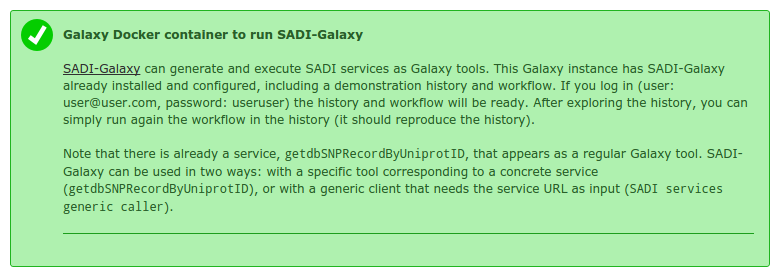 Galaxy Docker container to run SADI-Galaxy
SADI-Galaxy can generate and execute SADI services as Galaxy tools. This Galaxy instance has SADI-Galaxy
already installed and configured, including a demonstration history and workflow. If you log in (user:
user@user.com, password: useruser) the history and workflow will be ready. After exploring the history, you can
simply run again the workflow in the history (it should reproduce the history).
Note that there is already a service, getdbSNPRecordByUniprotID, that appears as a regular Galaxy tool. SADI-
Galaxy can be used in two ways: with a specific tool corresponding to a concrete service
(getdbSNPRecordByUniprotID), or with a generic client that needs the service URL as input (SADI services
generic caller).